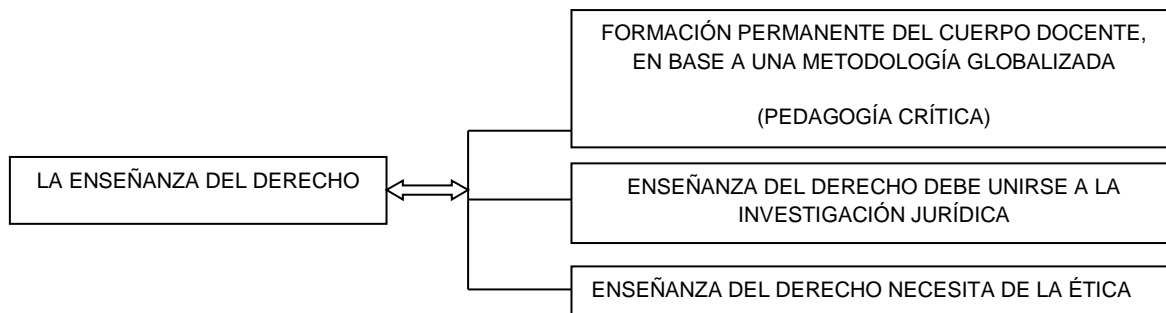 FORMACIÓN PERMANENTE DEL CUERPO DOCENTE,
EN BASE A UNA METODOLOGÍA GLOBALIZADA
(PEDAGOGÍA CRÍTICA)
LA ENSEÑANZA DEL DERECHO
ENSEÑANZA DEL DERECHO DEBE UNIRSE A LA
INVESTIGACIÓN JURÍDICA
ENSEÑANZA DEL DERECHO NECESITA DE LA ÉTICA